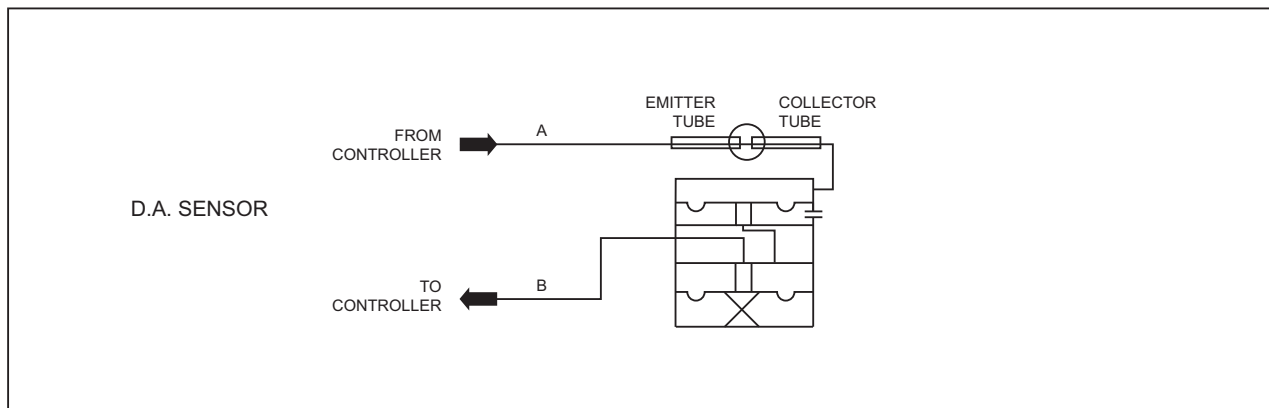 EMITTER
TUBE
COLLECTOR
TUBE
FROM
CONTROLLER
A
D.A. SENSOR
TO
CONTROLLER
B